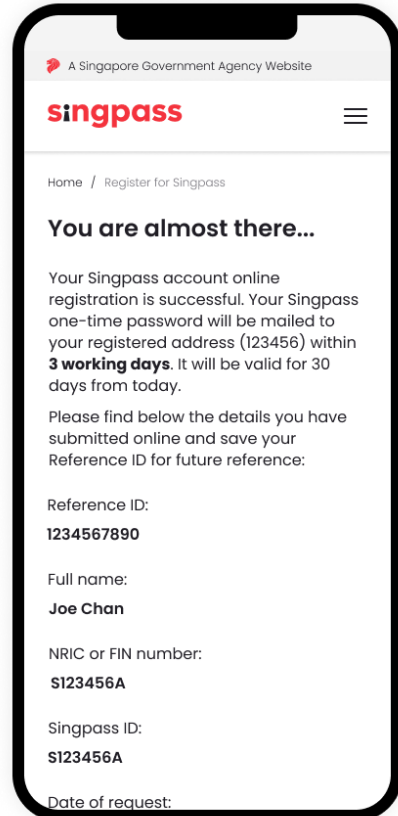 A Singapore Government Agency Website
singpass
Home / Register for Singpass
You are almost there...
Your Singpass account online
registration is successful. Your Singpass
one-time password will be mailed to
your registered address (123456) within
3 working days. It will be valid for 30
days from today.
Please find below the details you have
submitted online and save your
Reference ID for future reference:
Reference ID:
1234567890
Full name:
Joe Chan
NRIC or FIN number:
S123456A
Singpass ID:
S123456A
Date of request: